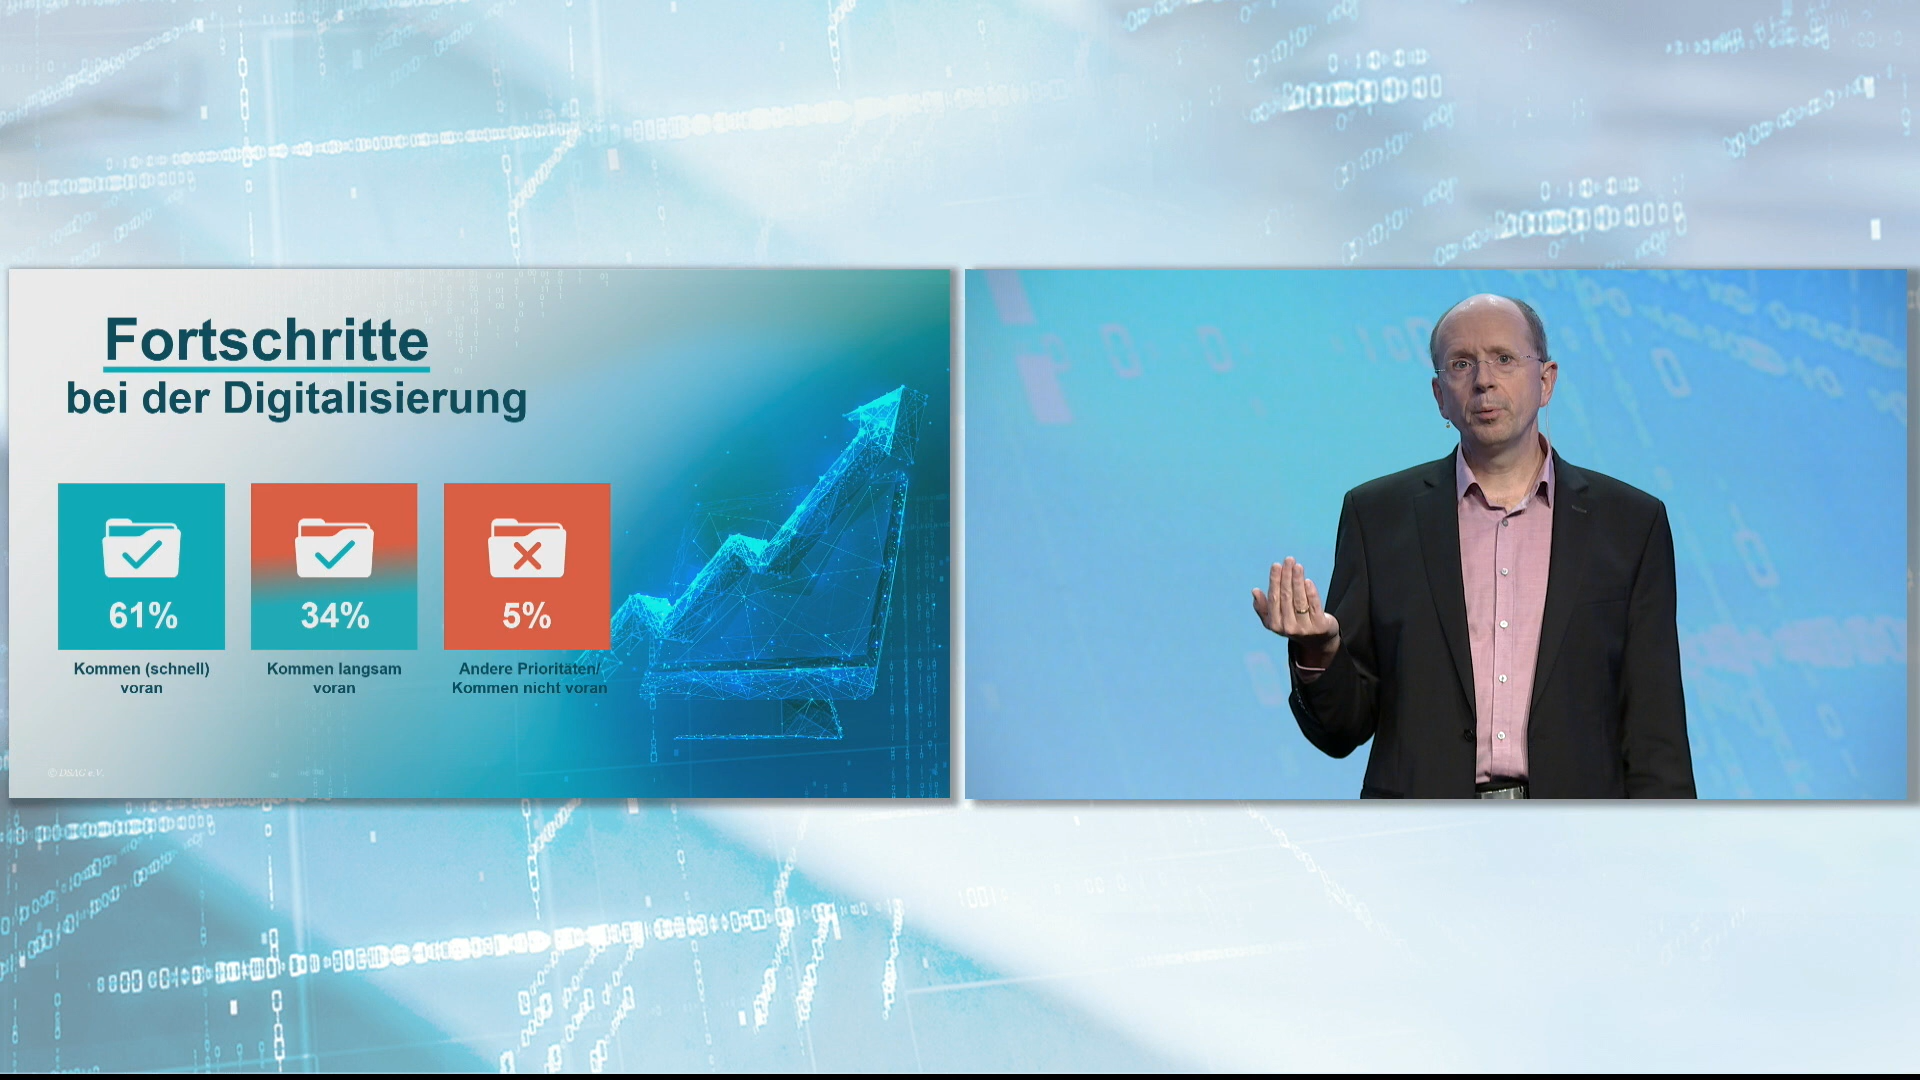 Fortschritte
bei der Digitalisierung
61%
Kommen (schnell)
voran
34%
Kommen langsam
voran
5%
Andere Prioritäten/
Kommen nicht voran
© DSAG e.V.